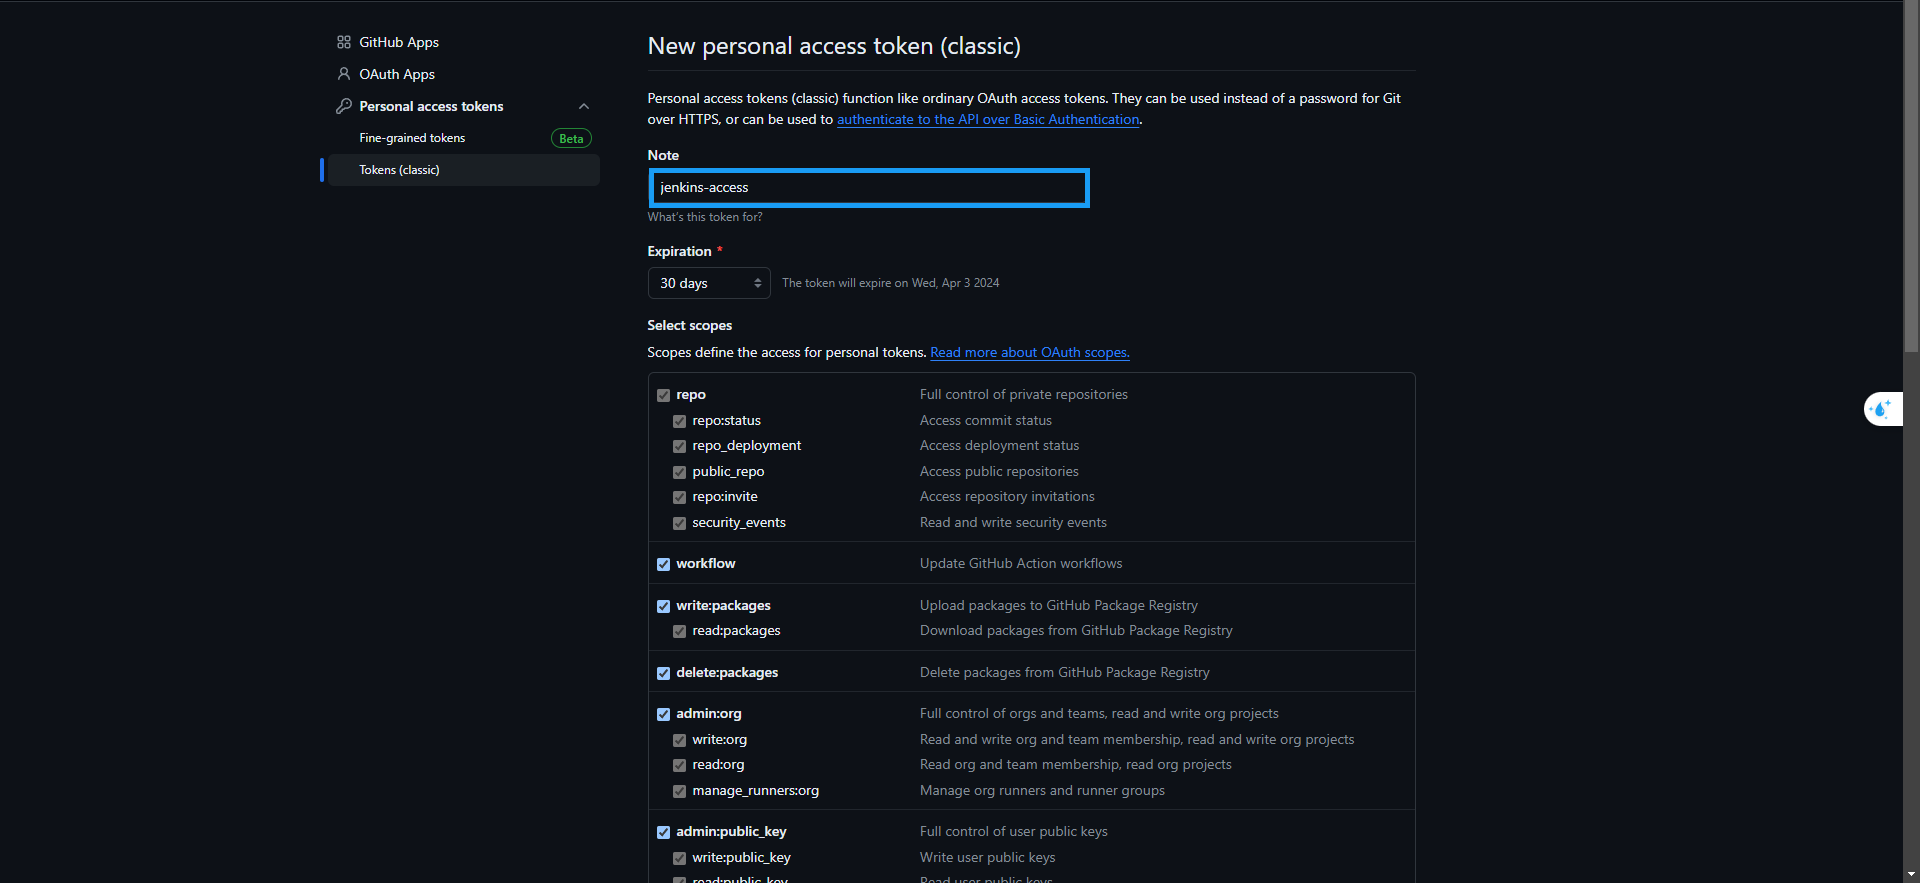 GitHub Apps
OAuth Apps
Personal access tokens
Fine-grained tokens
Beta
Tokens (classic)
New personal access token (classic)
Personal access tokens (classic) function like ordinary OAuth access tokens. They can be used instead of a password for Git
over HTTPS, or can be used to authenticate to the API over Basic Authentication.
Note
jenkins-access
What's this token for?
Expiration *
30 days
The token will expire on Wed, Apr 3 2024
Select scopes
Scopes define the access for personal tokens. Read more about OAuth scopes.
repo Full control of private repositories
repo:status Access commit status
repo_deployment Access deployment status
public_repo Access public repositories
repo:invite Access repository invitations
security_events Read and write security events
workflow Update GitHub Action workflows
write:packages Upload packages to GitHub Package Registry
read:packages Download packages from GitHub Package Registry
delete:packages Delete packages from GitHub Package Registry
admin:org Full control of orgs and teams, read and write org projects
write:org Read and write org and team membership, read and write org projects
read:org Read org and team membership, read org projects
manage_runners:org Manage org runners and runner groups
admin:public_key Full control of user public keys
write:public_key Write user public keys
read:public_key Read user public keys